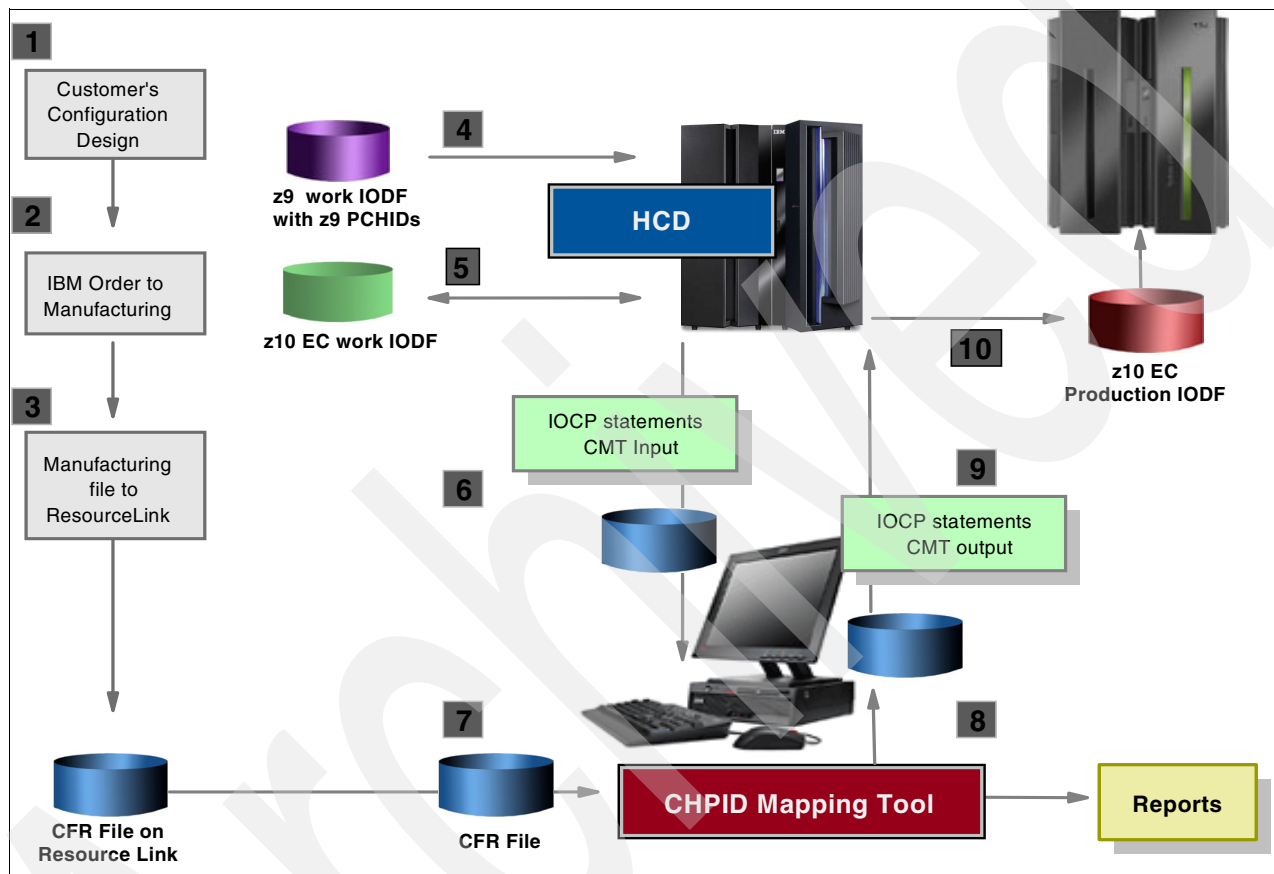 1
Customer's
Configuration
Design
2
IBM Order to
Manufacturing
3
Manufacturing
file to
ResourceLink
CFR File on
Resource Link
4
z9 work IODF
with z9 PCHIDs
5
z10 EC work IODF
HCD
IBM
IOCP statements
CMT Input
6
7
CFR File
CHPID Mapping Tool
8
Reports
9
IOCP statements
CMT output
10
z10 EC
Production IODF
Archived